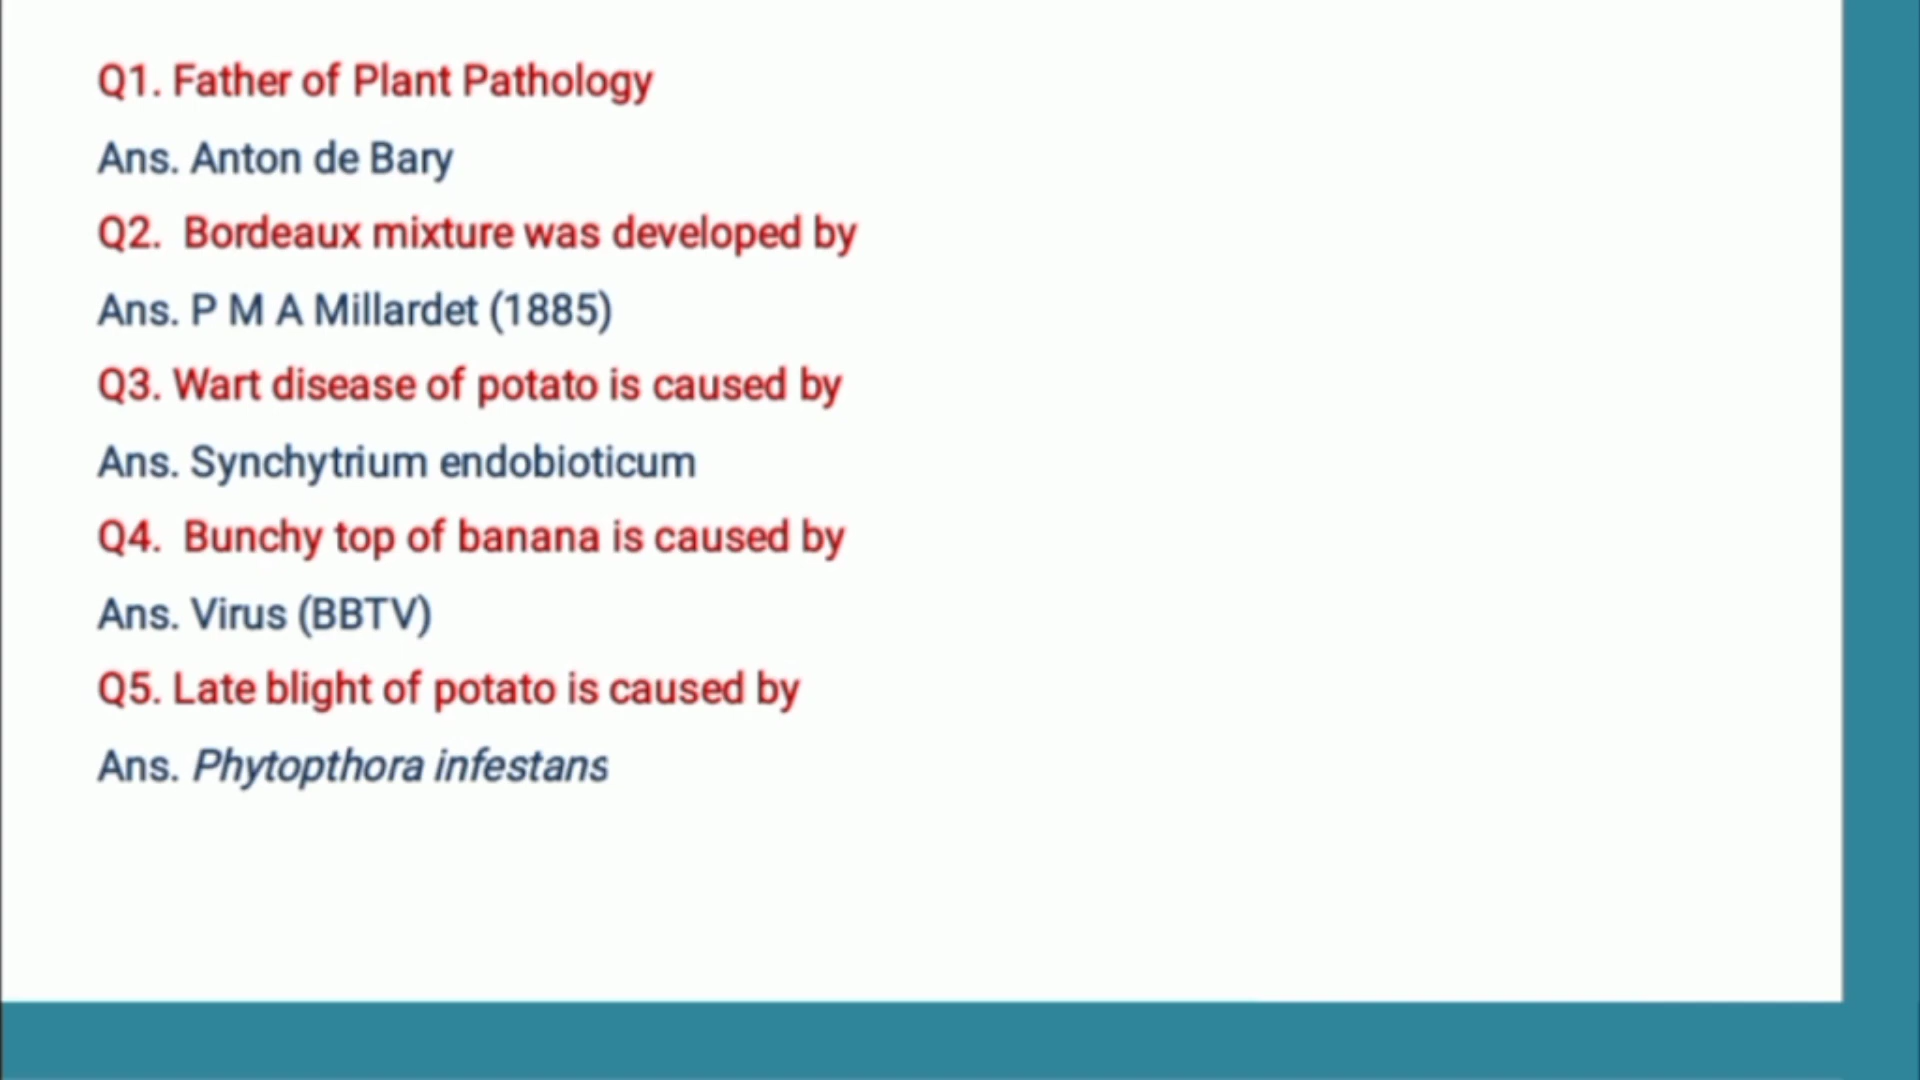 Q1. Father of Plant Pathology
Ans. Anton de Bary
Q2. Bordeaux mixture was developed by
Ans. P M A Millardet (1885)
Q3. Wart disease of potato is caused by
Ans. Synchytrium endobioticum
Q4. Bunchy top of banana is caused by
Ans. Virus (BBTV)
Q5. Late blight of potato is caused by
Ans. Phytopthora infestans